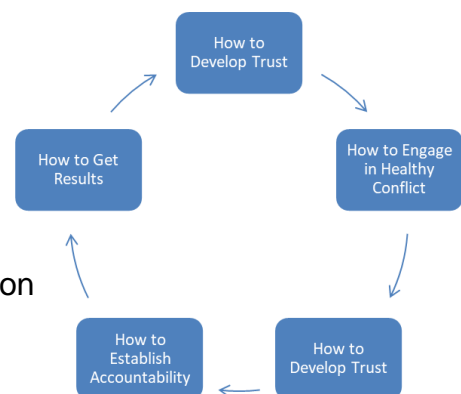 How to
Develop Trust
How to Engage
in Healthy
Conflict
How to
Develop Trust
How to
Establish
Accountability
How to Get
Results
on